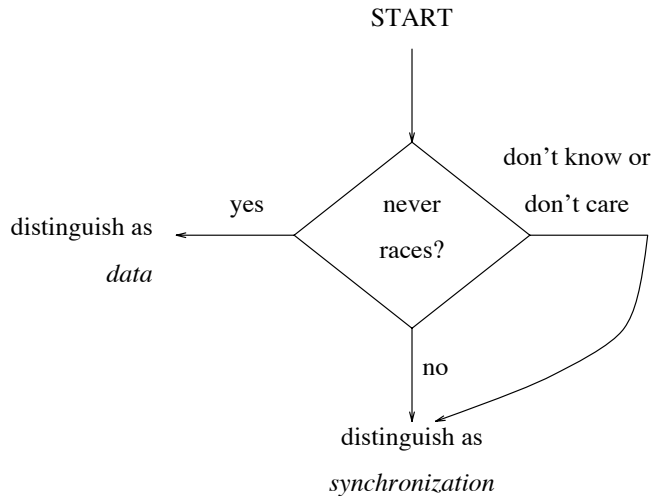 START
don't know or
don't care
yes
never
races?
distinguish as
data
no
distinguish as
synchronization